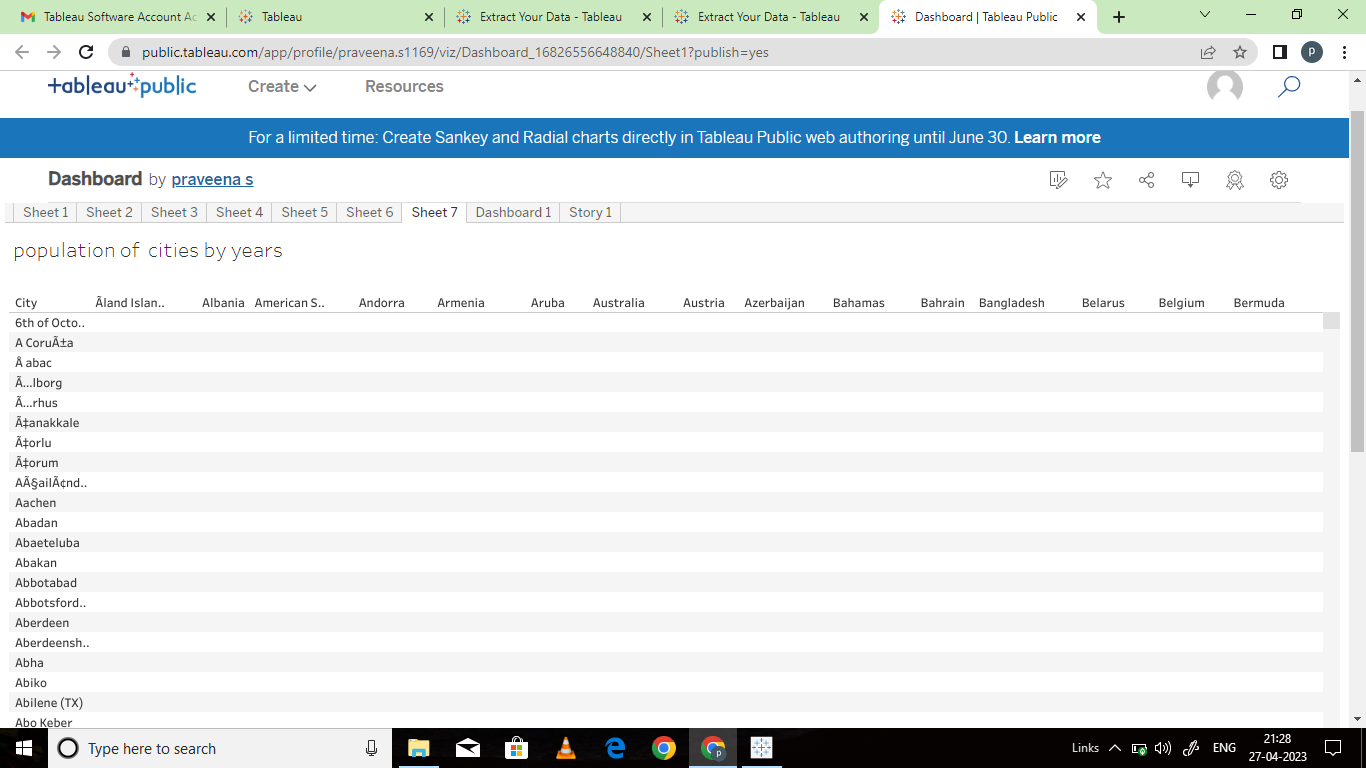 Tableau Software Account Ac
Tableau
Extract Your Data - Tableau
Extract Your Data - Tableau
Dashboard | Tableau Public
public.tableau.com/app/profile/praveena.s1169/viz/Dashboard_16826556648840/Sheet1?publish=yes
P
+ableau+public
Create
Resources
For a limited time: Create Sankey and Radial charts directly in Tableau Public web authoring until June 30. Learn more
Dashboard by praveena s
Sheet 1 Sheet 2 Sheet 3 Sheet 4 Sheet 5 Sheet 6 Sheet 7 Dashboard 1 Story 1
population of cities by years
City Ãland Islan.. Albania American S.. Andorra Armenia Aruba Australia Austria Azerbaijan Bahamas Bahrain Bangladesh Belarus Belgium Bermuda
6th of Octo..
A CoruÃ±a
Å abac
Ã…lborg
Ã…rhus
Ã‡anakkale
Ã‡orlu
Ã‡orum
AÃ§ailÃ¢nd..
Aachen
Abadan
Abaeteluba
Abakan
Abbotabad
Abbotsford..
Aberdeen
Aberdeensh..
Abha
Abiko
Abilene (TX)
Abo Keber
Type here to search
Links
ENG
21:28
27-04-2023